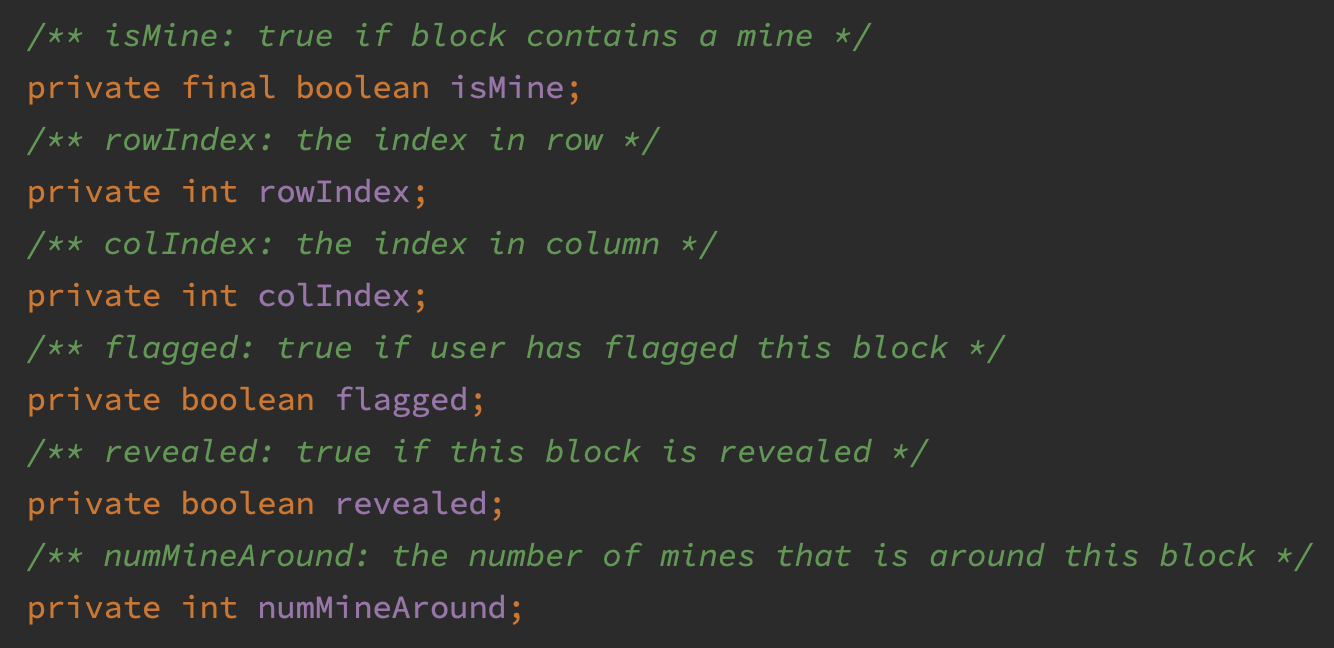 /** isMine: true if block contains a mine */
private final boolean isMine;
/** rowIndex: the index in row */
private int rowIndex;
/** colIndex: the index in column */
private int colIndex;
/** flagged: true if user has flagged this block */
private boolean flagged;
/** revealed: true if this block is revealed */
private boolean revealed;
/** numMineAround: the number of mines that is around this block */
private int numMineAround;